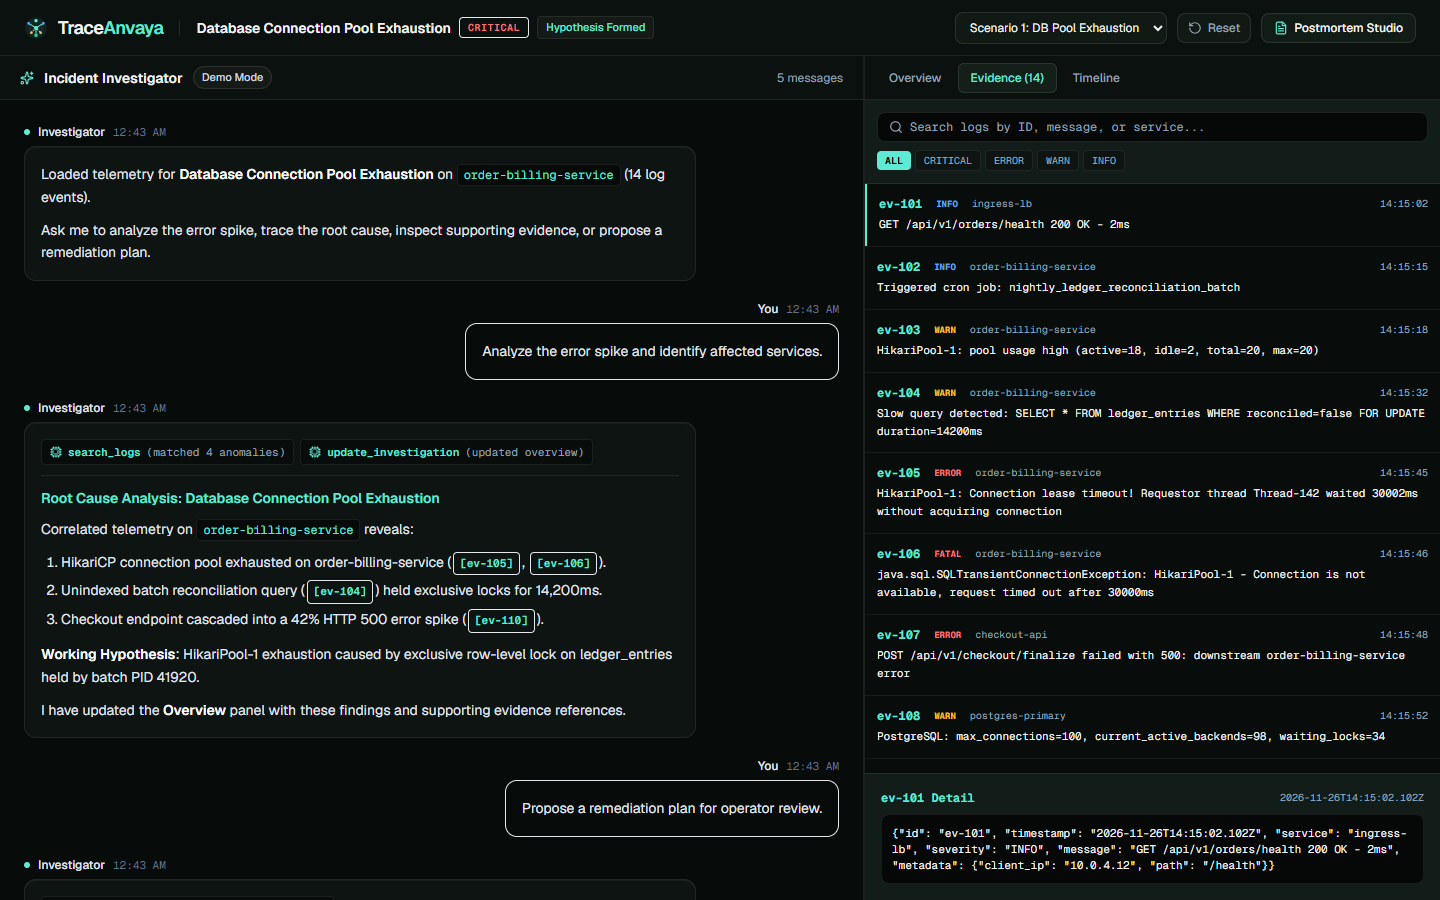 TraceAnvaya
Database Connection Pool Exhaustion CRITICAL Hypothesis Formed
Scenario 1: DB Pool Exhaustion Reset Postmortem Studio
Incident Investigator Demo Mode 5 messages
Investigator 12:43 AM
Loaded telemetry for Database Connection Pool Exhaustion on order-billing-service (14 log
events).
Ask me to analyze the error spike, trace the root cause, inspect supporting evidence, or propose a
remediation plan.
You 12:43 AM
Analyze the error spike and identify affected services.
Investigator 12:43 AM
search_logs (matched 4 anomalies) update_investigation (updated overview)
Root Cause Analysis: Database Connection Pool Exhaustion
Correlated telemetry on order-billing-service reveals:
1. HikariCP connection pool exhausted on order-billing-service ( [ev-105] , [ev-106] ).
2. Unindexed batch reconciliation query ( [ev-104] ) held exclusive locks for 14,200ms.
3. Checkout endpoint cascaded into a 42% HTTP 500 error spike ( [ev-110] ).
Working Hypothesis: HikariPool-1 exhaustion caused by exclusive row-level lock on ledger_entries
held by batch PID 41920.
I have updated the Overview panel with these findings and supporting evidence references.
You 12:43 AM
Propose a remediation plan for operator review.
Investigator 12:43 AM
Overview Evidence (14) Timeline
Search logs by ID, message, or service...
ALL CRITICAL ERROR WARN INFO
ev-101 INFO ingress-lb 14:15:02
GET /api/v1/orders/health 200 OK - 2ms
ev-102 INFO order-billing-service 14:15:15
Triggered cron job: nightly_ledger_reconciliation_batch
ev-103 WARN order-billing-service 14:15:18
HikariPool-1: pool usage high (active=18, idle=2, total=20, max=20)
ev-104 WARN order-billing-service 14:15:32
Slow query detected: SELECT * FROM ledger_entries WHERE reconciled=false FOR UPDATE
duration=14200ms
ev-105 ERROR order-billing-service 14:15:45
HikariPool-1: Connection lease timeout! Requestor thread Thread-142 waited 30002ms
without acquiring connection
ev-106 FATAL order-billing-service 14:15:46
java.sql.SQLTransientConnectionException: HikariPool-1 - Connection is not
available, request timed out after 30000ms
ev-107 ERROR checkout-api 14:15:48
POST /api/v1/checkout/finalize failed with 500: downstream order-billing-service
error
ev-108 WARN postgres-primary 14:15:52
PostgreSQL: max_connections=100, current_active_backends=98, waiting_locks=34
ev-101 Detail 2026-11-26T14:15:02.102Z
{"id": "ev-101", "timestamp": "2026-11-26T14:15:02.102Z", "service": "ingress-
lb", "severity": "INFO", "message": "GET /api/v1/orders/health 200 OK - 2ms",
"metadata": {"client_ip": "10.0.4.12", "path": "/health"}}